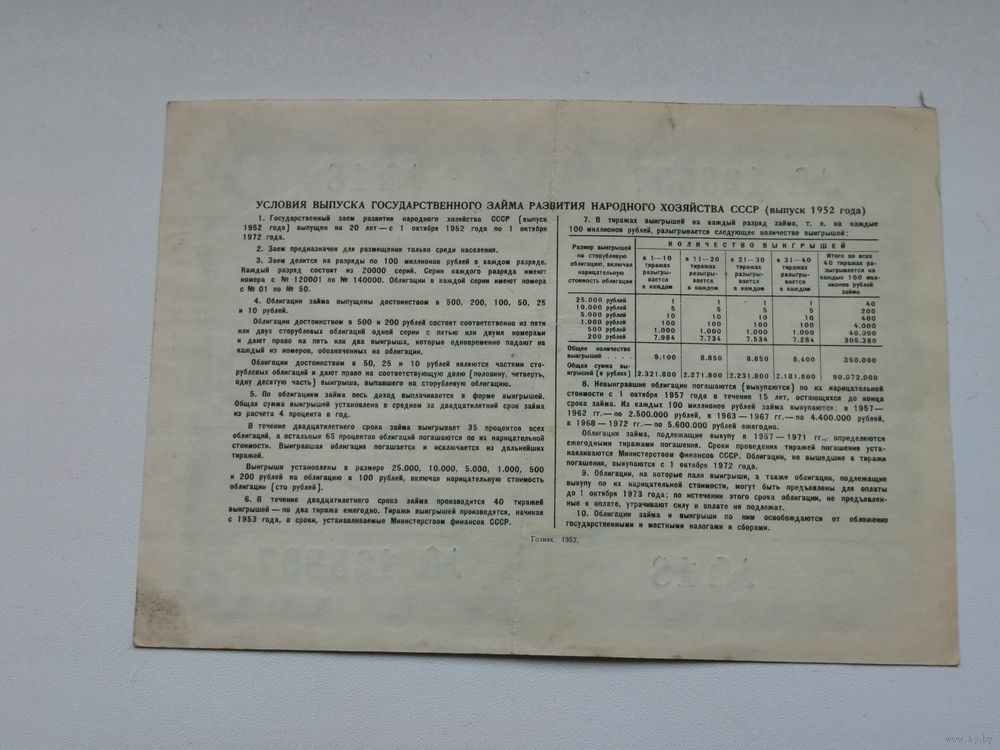 УСЛОВИЯ ВЫПУСКА ГОСУДАРСТВЕННОГО ЗАЙМА РАЗВИТИЯ НАРОДНОГО ХОЗЯЙСТВА СССР (выпуск 1952 года)
1. Государственный заем развития народного хозяйства СССР (выпуск
1952 года) выпущен на 20 лет—с 1 октября 1952 года по 1 октября
1972 года.
2. Заем предназначен для размещения только среди населения.
3. Заем делится на разряды по 100 миллионов рублей в каждом разряде.
Каждый разряд состоит из 20000 серий. Серии каждого разряда имеют
номера с № 120001 по № 140000. Облигации в каждой серии имеют номера
с № 01 по № 50.
4. Облигации займа выпущены достоинством в 500, 200, 100, 50, 25
и 10 рублей.
Облигации достоинством в 500 и 200 рублей состоят соответственно из пяти
или двух сторублевых облигаций одной серии с пятью или двумя номерами
и дают право на пять или два выигрыша, которые одновременно падают на
каждый из номеров, обозначенных на облигации.
Облигации достоинством в 50, 25 и 10 рублей являются частями сто-
рублевых облигаций и дают право на соответствующую долю (половину, четверть,
одну десятую часть) выигрыша, выпавшего на сторублевую облигацию.
5. По облигациям займа весь доход выплачивается в форме выигрышей.
Общая сумма выигрышей установлена в среднем за двадцатилетний срок займа
из расчета 4 процента в год.
В течение двадцатилетнего срока займа выигрывает 35 процентов всех
облигаций, а остальные 65 процентов облигаций погашаются по их нарицательной
стоимости. Выигравшая облигация погашается и исключается из дальнейших
тиражей.
Выигрыши установлены в размере 25.000, 10.000, 5.000, 1.000, 500
и 200 рублей на облигацию в 100 рублей, включая нарицательную стоимость
облигации (сто рублей).
6. В течение двадцатилетнего срока займа производится 40 тиражей
выигрышей — по два тиража ежегодно. Тиражи выигрышей производятся, начиная
с 1953 года, в сроки, устанавливаемые Министерством финансов СССР.
7. В тиражах выигрышей на каждый разряд займа, т. е. на каждые
100 миллионов рублей, разыгрывается следующее количество выигрышей:
Размер выигрышей
на сторублевую
облигацию, включая
нарицательную
стоимость облигации
КОЛИЧЕСТВО ВЫИГРЫШЕЙ
в 1—10
тиражах
разыгры-
вается
в каждом
в 11—20
тиражах
разыгры-
вается
в каждом
в 21—30
тиражах
разыгры-
вается
в каждом
в 31—40
тиражах
разыгры-
вается
в каждом
Итого во всех
40 тиражах ра-
зыгрывается на
каждые 100 мил-
лионов рублей
займа
25.000 рублей 1 1 1 1 40
10.000 рублей 5 5 5 5 200
5.000 рублей 10 10 10 10 400
1.000 рублей 100 100 100 100 4.000
500 рублей 1.000 1.000 1.000 1.000 40.000
200 рублей 7.984 7.734 7.534 7.284 305.360
Общее количество
выигрышей . . . . 9.100 8.850 8.650 8.400 350.000
Общая сумма вы-
игрышей (в рублях) 2.321.800 2.271.800 2.231.800 2.181.800 90.072.000
8. Невыигравшие облигации погашаются (выкупаются) по их нарицательной
стоимости с 1 октября 1957 года в течение 15 лет, остающихся до конца
срока займа. Из каждых 100 миллионов рублей займа выкупаются: в 1957—
1962 гг.—по 2.500.000 рублей, в 1963—1967 гг.—по 4.400.000 рублей,
в 1968—1972 гг.—по 5.600.000 рублей ежегодно.
Облигации займа, подлежащие выкупу в 1957—1971 гг., определяются
ежегодными тиражами погашения. Сроки проведения тиражей погашения уста-
навливаются Министерством финансов СССР. Облигации, не вышедшие в тиражи
погашения, выкупаются с 1 октября 1972 года.
9. Облигации, на которые пали выигрыши, а также облигации, подлежащие
выкупу по их нарицательной стоимости, могут быть предъявлены для оплаты
до 1 октября 1973 года; по истечении этого срока облигации, не предъявлен-
ные к оплате, утрачивают силу и оплате не подлежат.
10. Облигации займа и выигрыши по ним освобождаются от обложения
государственными и местными налогами и сборами.
Гознак. 1952.
www.ay.by